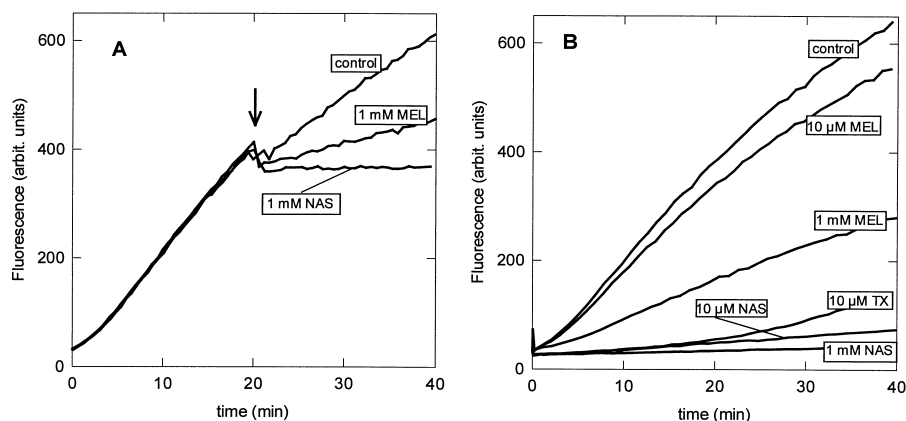 A
600
400
200
0
Fluorescence (arbit. units)
control
1 mM MEL
1 mM NAS
0
10
20
30
40
time (min)
B
600
400
200
0
Fluorescence (arbit. units)
control
10 µM MEL
1 mM MEL
10 µM TX
10 µM NAS
1 mM NAS
0
10
20
30
40
time (min)